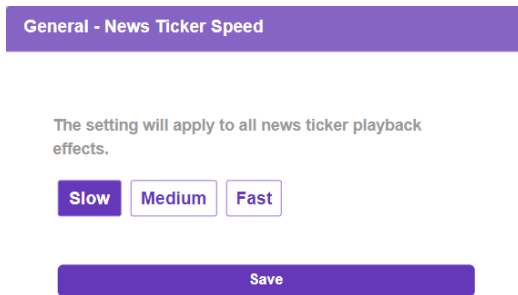 General - News Ticker Speed
The setting will apply to all news ticker playback
effects.
Slow Medium Fast
Save